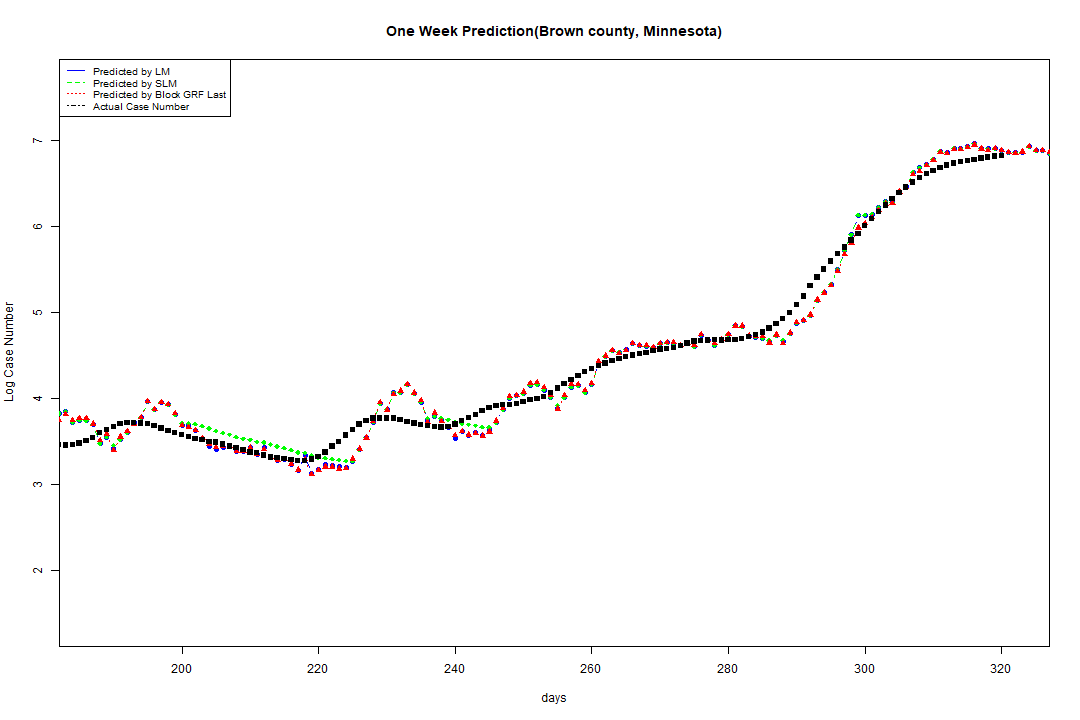 One Week Prediction(Brown county, Minnesota)
Predicted by LM
Predicted by SLM
Predicted by Block GRF Last
Actual Case Number
7
6
5
4
3
2
Log Case Number
200 220 240 260 280 300 320
days